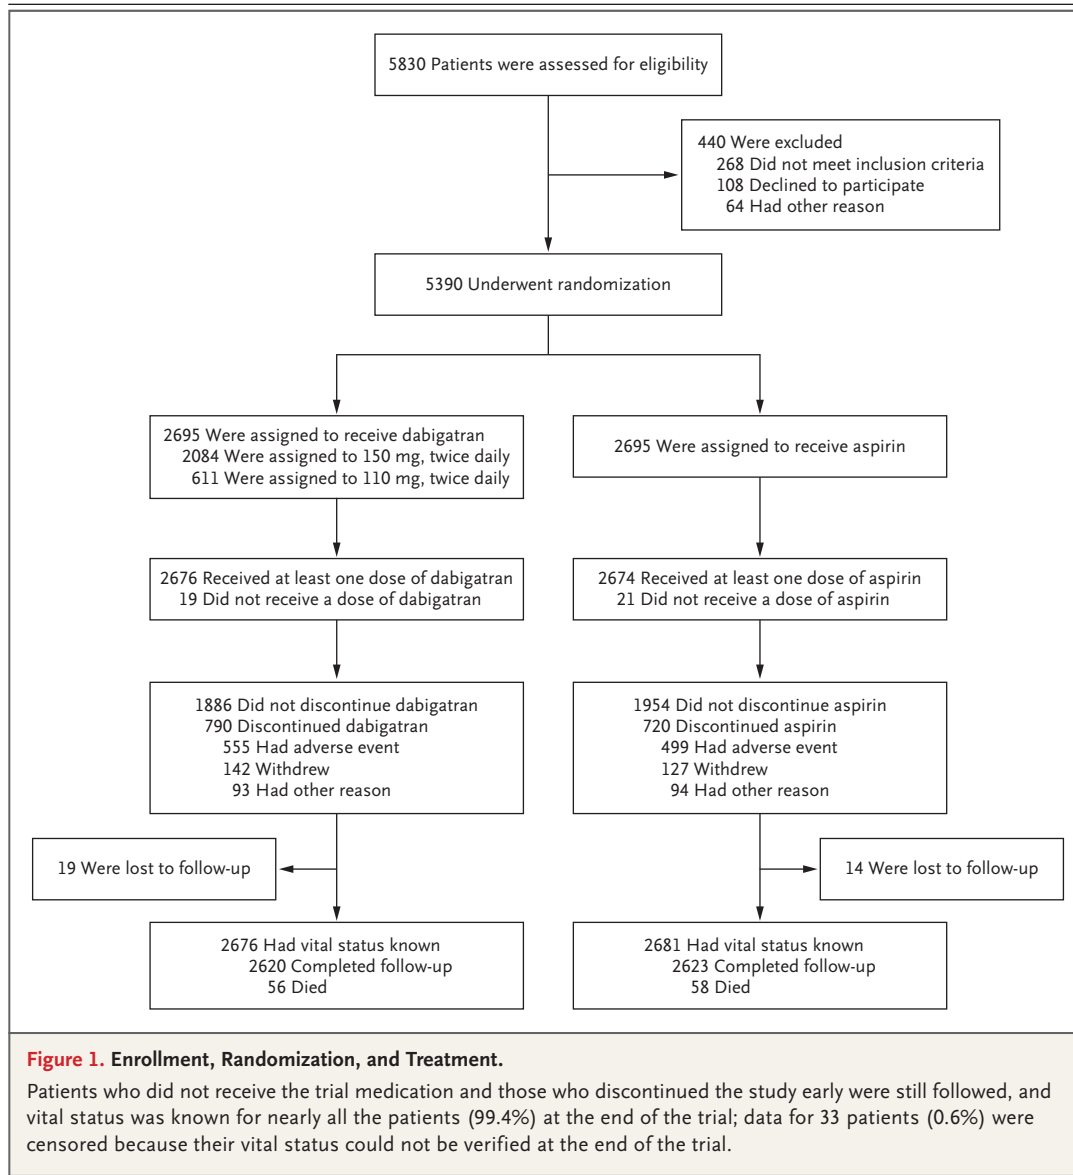 5830 Patients were assessed for eligibility
440 Were excluded
268 Did not meet inclusion criteria
108 Declined to participate
64 Had other reason
5390 Underwent randomization
2695 Were assigned to receive dabigatran
2084 Were assigned to 150 mg, twice daily
611 Were assigned to 110 mg, twice daily
2695 Were assigned to receive aspirin
2676 Received at least one dose of dabigatran
19 Did not receive a dose of dabigatran
2674 Received at least one dose of aspirin
21 Did not receive a dose of aspirin
1886 Did not discontinue dabigatran
790 Discontinued dabigatran
555 Had adverse event
142 Withdrew
93 Had other reason
1954 Did not discontinue aspirin
720 Discontinued aspirin
499 Had adverse event
127 Withdrew
94 Had other reason
19 Were lost to follow-up
14 Were lost to follow-up
2676 Had vital status known
2620 Completed follow-up
56 Died
2681 Had vital status known
2623 Completed follow-up
58 Died
Figure 1. Enrollment, Randomization, and Treatment.
Patients who did not receive the trial medication and those who discontinued the study early were still followed, and
vital status was known for nearly all the patients (99.4%) at the end of the trial; data for 33 patients (0.6%) were
censored because their vital status could not be verified at the end of the trial.